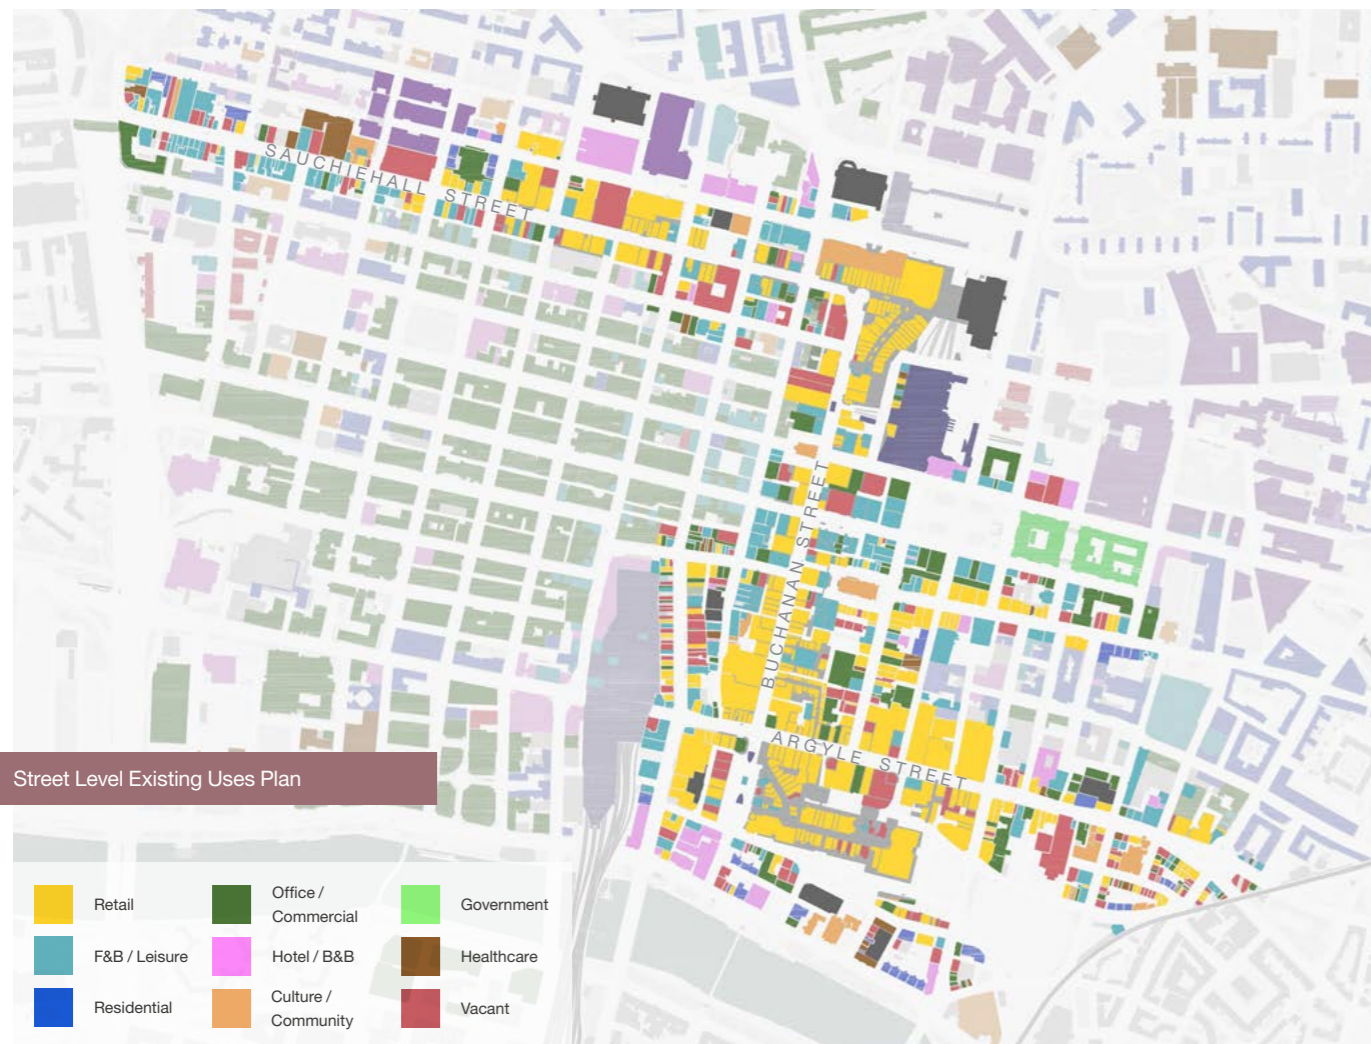 SAUCHIEHALL STREET
BUCHANAN STREET
ARGYLE STREET
Street Level Existing Uses Plan
Retail
F&B / Leisure
Residential
Office /
Commercial
Hotel / B&B
Culture /
Community
Government
Healthcare
Vacant